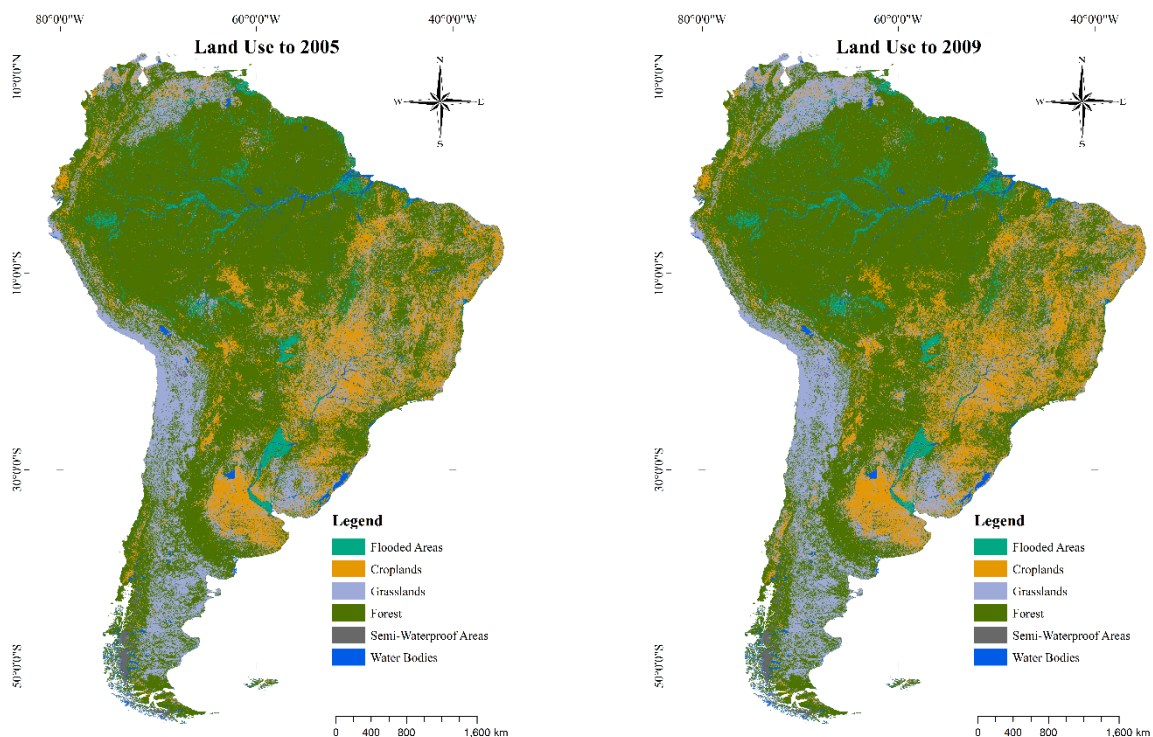 80°0'0"W 60°0'0"W 40°0'0"W
Land Use to 2005
10°0'0"N
10°0'0"S
30°0'0"S
50°0'0"S
N
W E
S
Legend
Flooded Areas
Croplands
Grasslands
Forest
Semi-Waterproof Areas
Water Bodies
0 400 800 1,600 km
80°0'0"W 60°0'0"W 40°0'0"W
Land Use to 2009
10°0'0"N
10°0'0"S
30°0'0"S
50°0'0"S
N
W E
S
Legend
Flooded Areas
Croplands
Grasslands
Forest
Semi-Waterproof Areas
Water Bodies
0 400 800 1,600 km